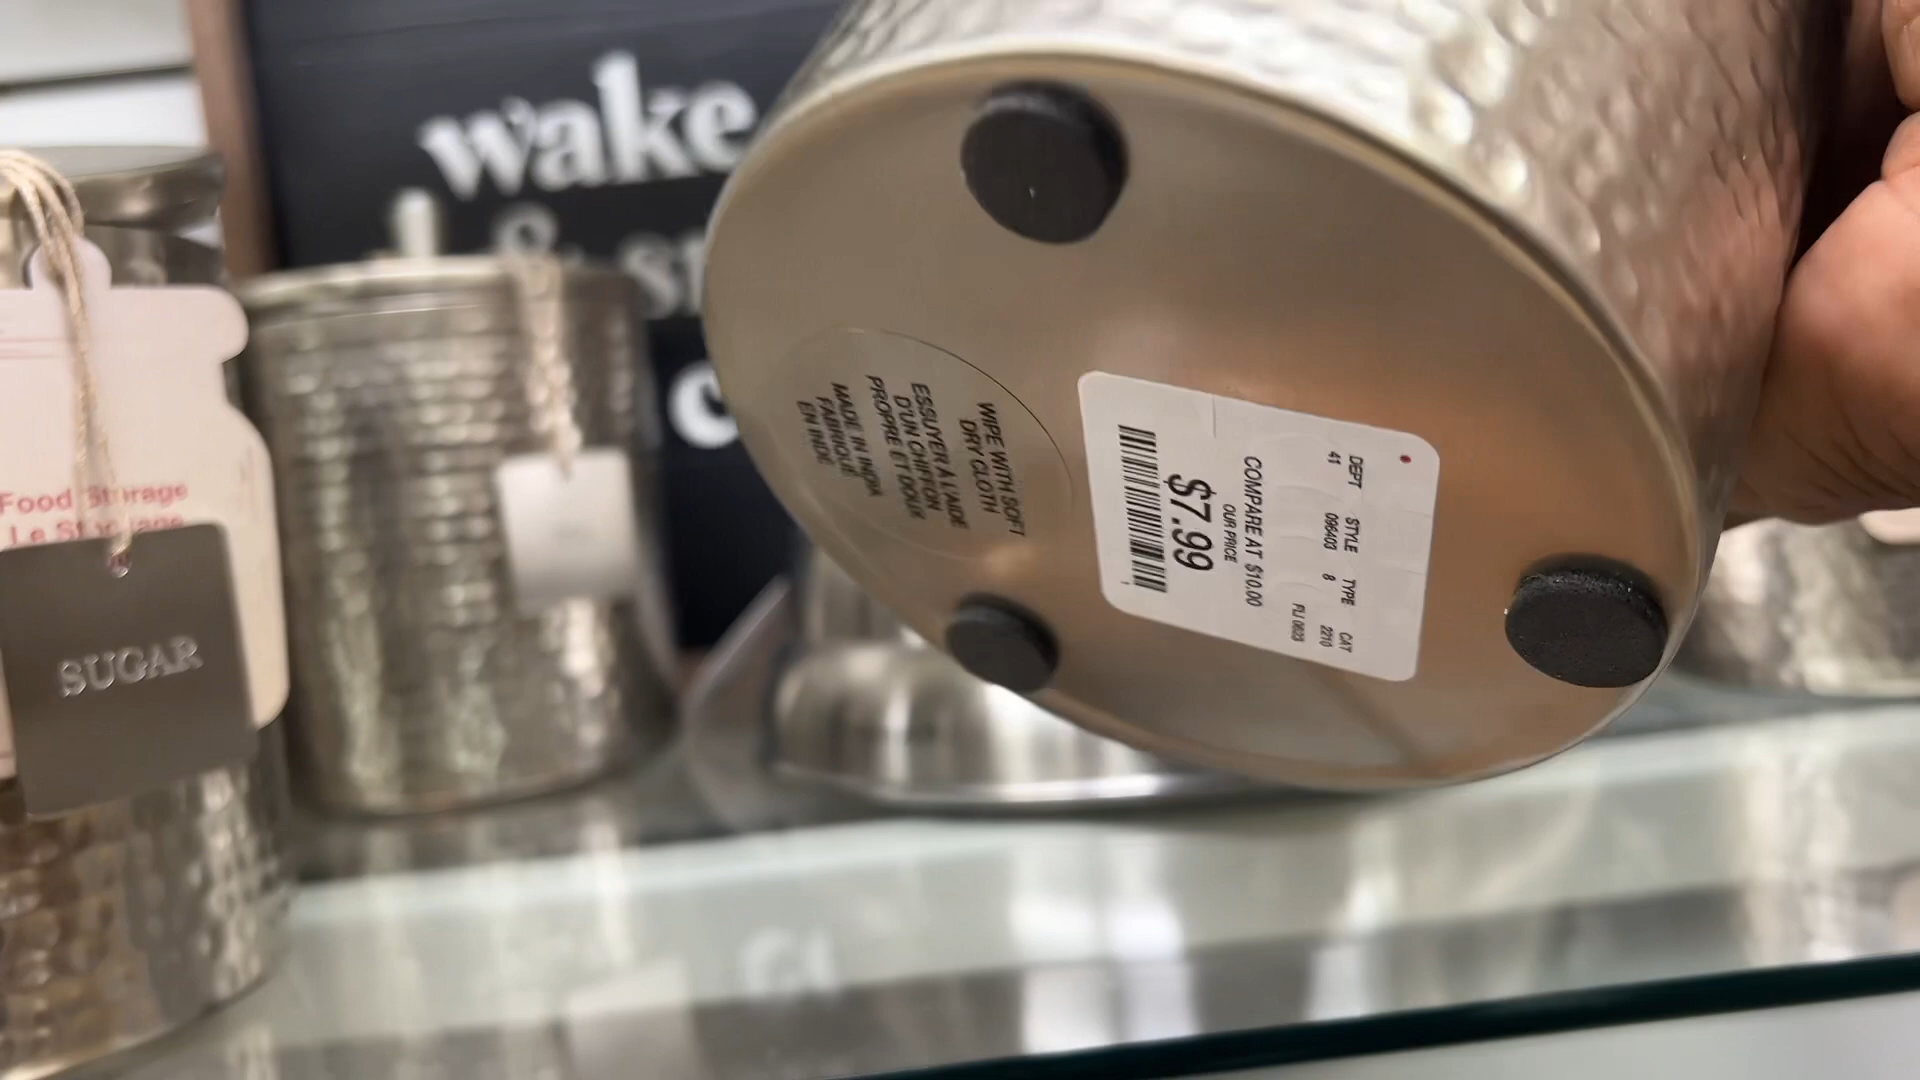 wake
&
Food Storage
SUGAR
WIPE WITH SOFT
DRY CLOTH
ESSUYER À L'AIDE
D'UN CHIFFON
PROPRE ET DOUX
MADE IN INDIA
FABRIQUÉ
EN INDE
DEPT STYLE TYPE CAT
41 096403 8 2210
FLI 0623
COMPARE AT $10.00
OUR PRICE
$7.99